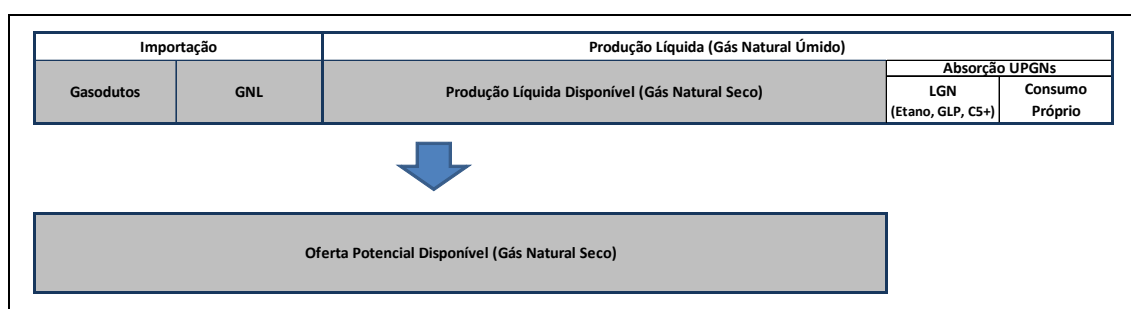 Importação
Produção Líquida (Gás Natural Úmido)
Gasodutos
GNL
Produção Líquida Disponível (Gás Natural Seco)
Absorção UPGNs
LGN
(Etano, GLP, C5+)
Consumo
Próprio
Oferta Potencial Disponível (Gás Natural Seco)